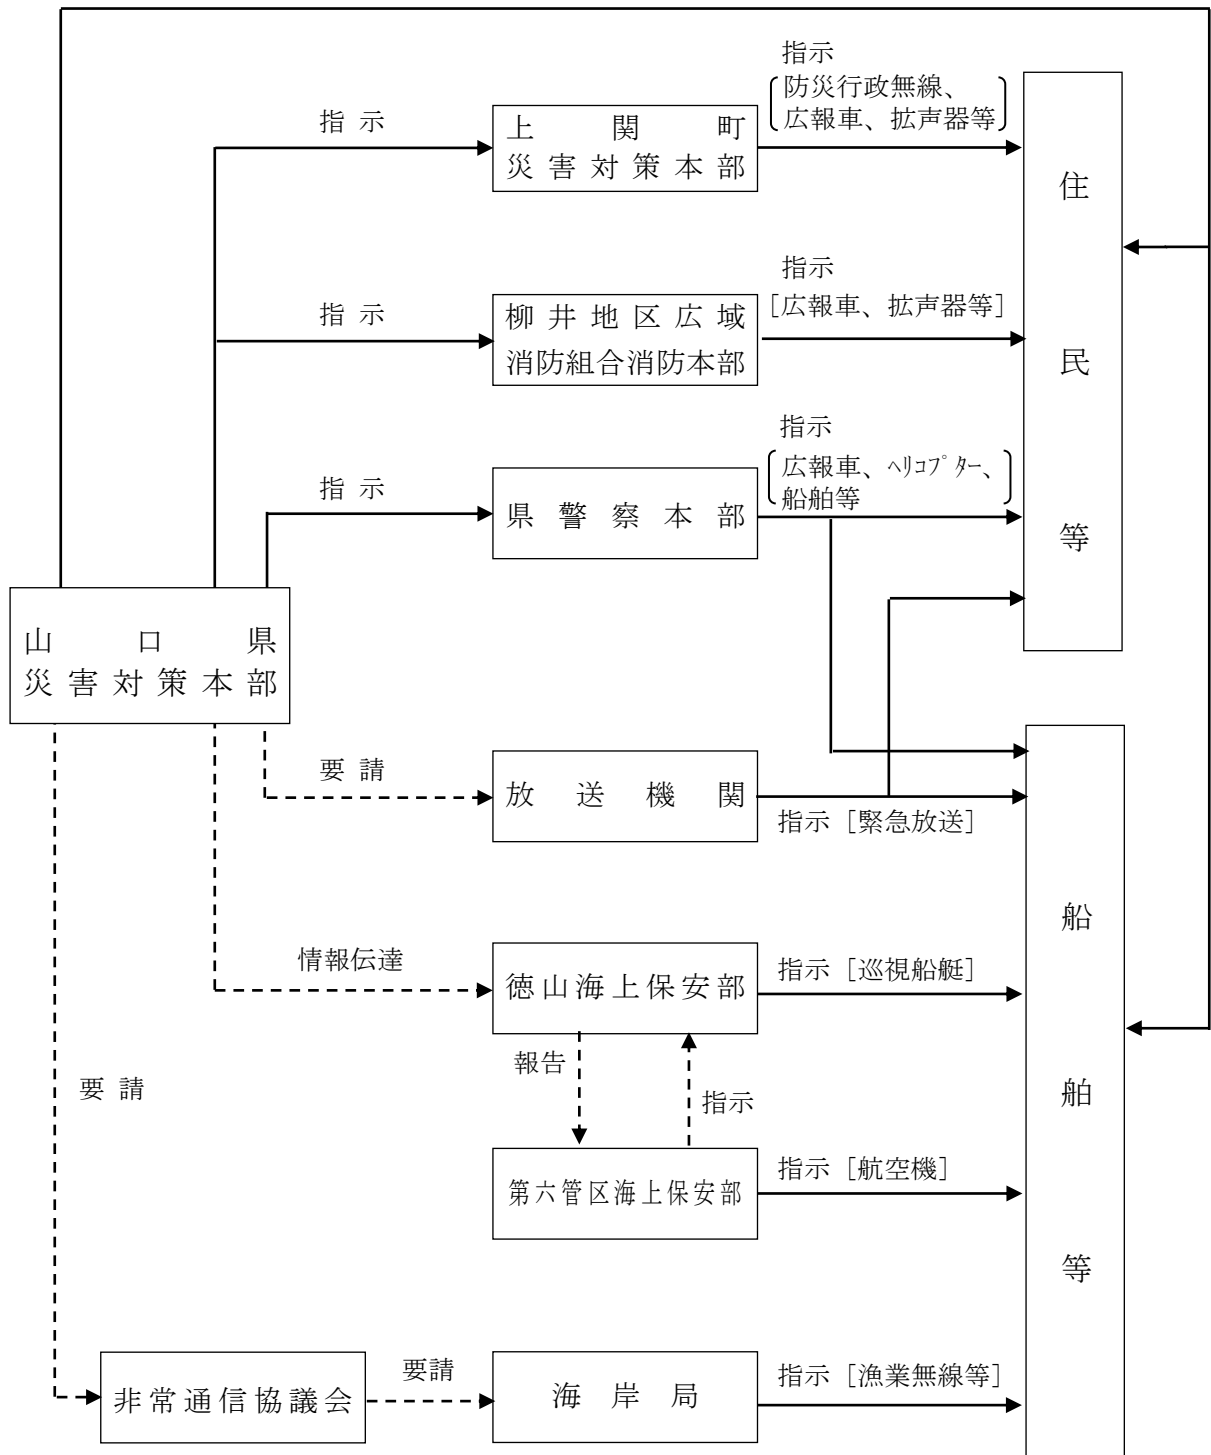 指示
防災行政無線、
広報車、拡声器等
指示
上関町
災害対策本部
住民等
指示
[広報車、拡声器等]
指示
柳井地区広域
消防組合消防本部
指示
広報車、ヘリコプター、
船舶等
指示
県警察本部
山口県
災害対策本部
要請
放送機関
指示 [緊急放送]
船舶等
情報伝達
徳山海上保安部
指示 [巡視船艇]
報告
指示
要請
第六管区海上保安部
指示 [航空機]
非常通信協議会
要請
海岸局
指示 [漁業無線等]